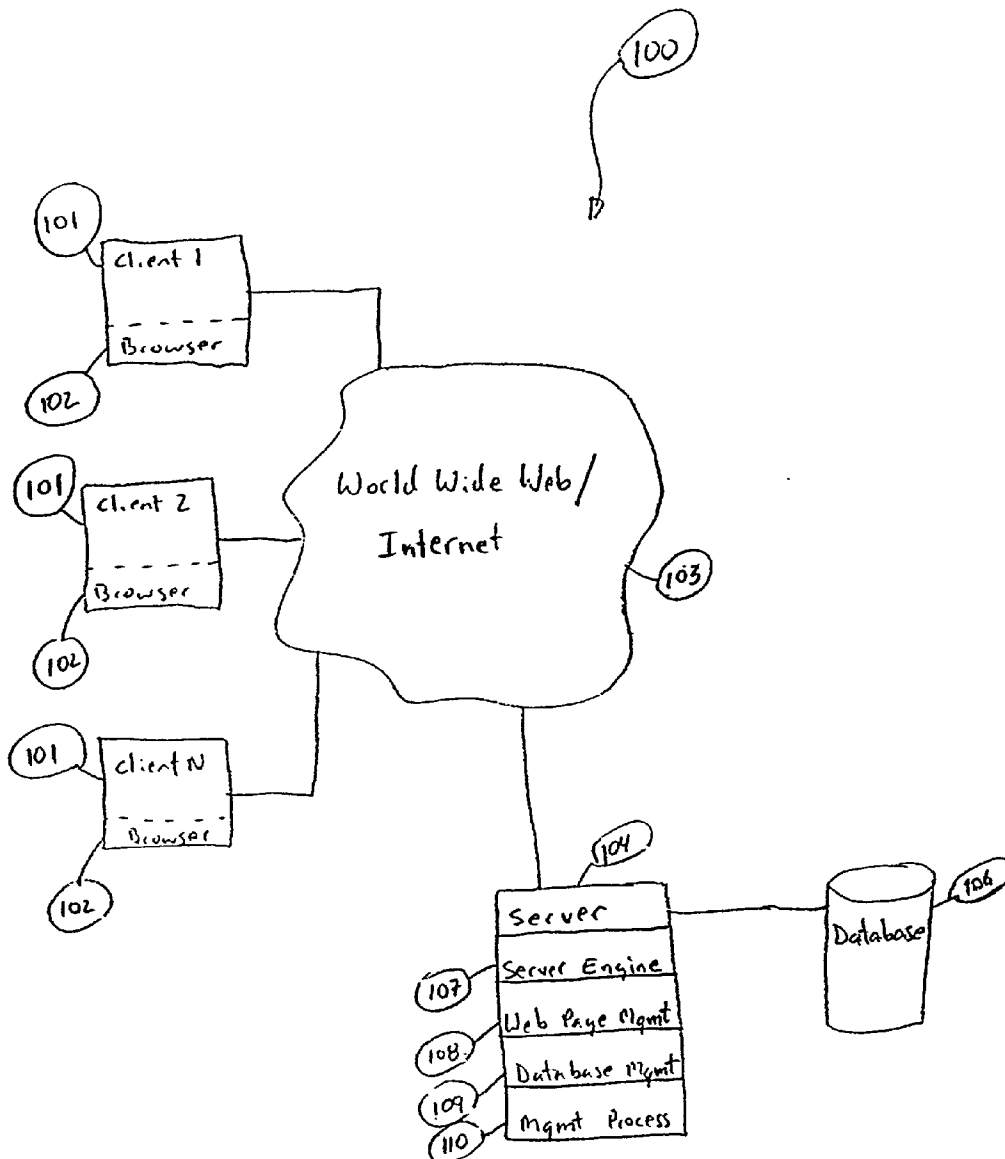 100
101
Client 1
Browser
102
World Wide Web/
Internet
101
Client 2
Browser
102
103
101
Client N
Browser
102
104
Server
106
Database
Server Engine
107
Web Page Mgmt
108
Database Mgmt
109
Mgmt Process
110